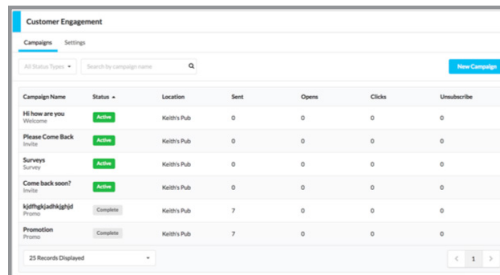 Customer Engagement
Campaigns Settings
All Status Types Search by campaign name
New Campaign
Campaign Name Status Location Sent Opens Clicks Unsubscribe
Hi how are you
Welcome
Active Keith's Pub 0 0 0 0
Please Come Back
Invite
Active Keith's Pub 0 0 0 0
Surveys
Survey
Active Keith's Pub 0 0 0 0
Come back soon?
Invite
Active Keith's Pub 0 0 0 0
kjdfhgkjadhkjghjd
Promo
Complete Keith's Pub 7 0 0 0
Promotion
Promo
Complete Keith's Pub 7 0 0 0
25 Records Displayed
< 1 >